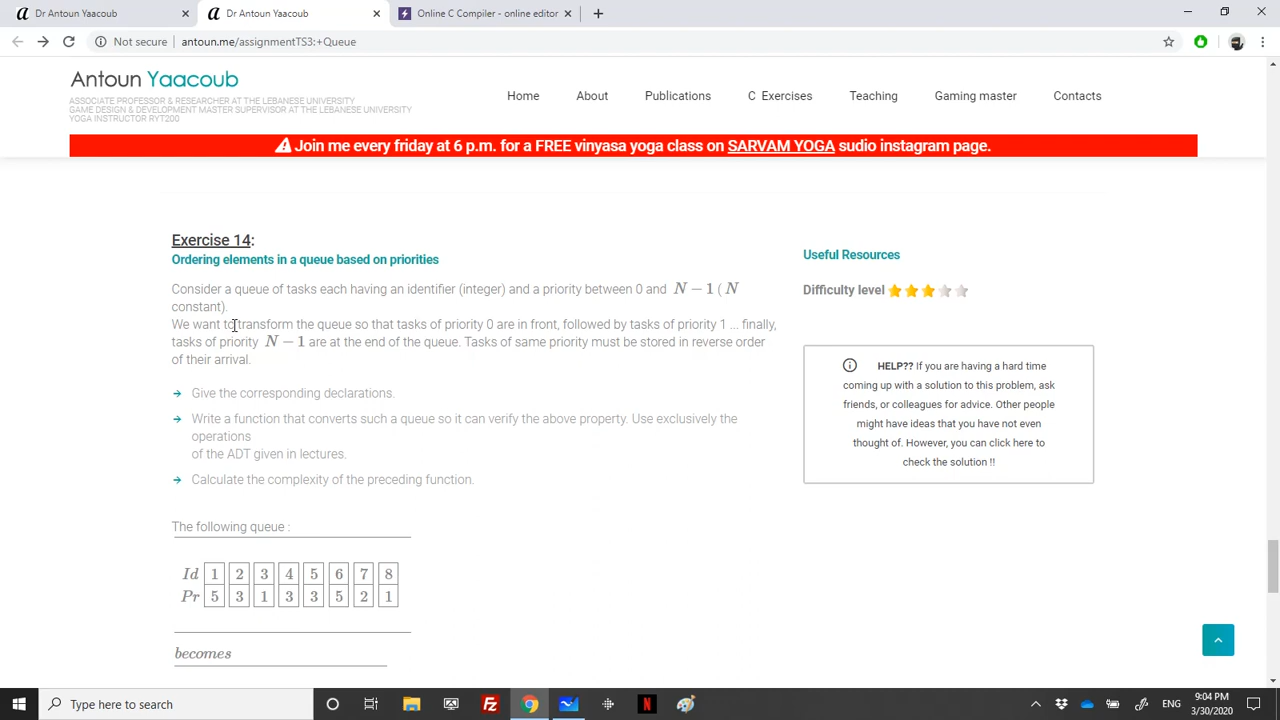 Dr Antoun Yaacoub
Dr Antoun Yaacoub
Online C Compiler - online editor
Not secure
antoun.me/assignmentTS3:+Queue
Antoun Yaacoub
ASSOCIATE PROFESSOR & RESEARCHER AT THE LEBANESE UNIVERSITY
GAME DESIGN & DEVELOPMENT MASTER SUPERVISOR AT THE LEBANESE UNIVERSITY
YOGA INSTRUCTOR RYT200
Home About Publications C Exercises Teaching Gaming master Contacts
Join me every friday at 6 p.m. for a FREE vinyasa yoga class on SARVAM YOGA sudio instagram page.
Exercise 14:
Ordering elements in a queue based on priorities
Consider a queue of tasks each having an identifier (integer) and a priority between 0 and N − 1 ( N
constant).
We want to transform the queue so that tasks of priority 0 are in front, followed by tasks of priority 1 ... finally,
tasks of priority N − 1 are at the end of the queue. Tasks of same priority must be stored in reverse order
of their arrival.
Give the corresponding declarations.
Write a function that converts such a queue so it can verify the above property. Use exclusively the
operations
of the ADT given in lectures.
Calculate the complexity of the preceding function.
The following queue :
Id 1 2 3 4 5 6 7 8
Pr 5 3 1 3 3 5 2 1
becomes
Useful Resources
Difficulty level
HELP?? If you are having a hard time
coming up with a solution to this problem, ask
friends, or colleagues for advice. Other people
might have ideas that you have not even
thought of. However, you can click here to
check the solution !!
Type here to search
ENG
9:04 PM
3/30/2020